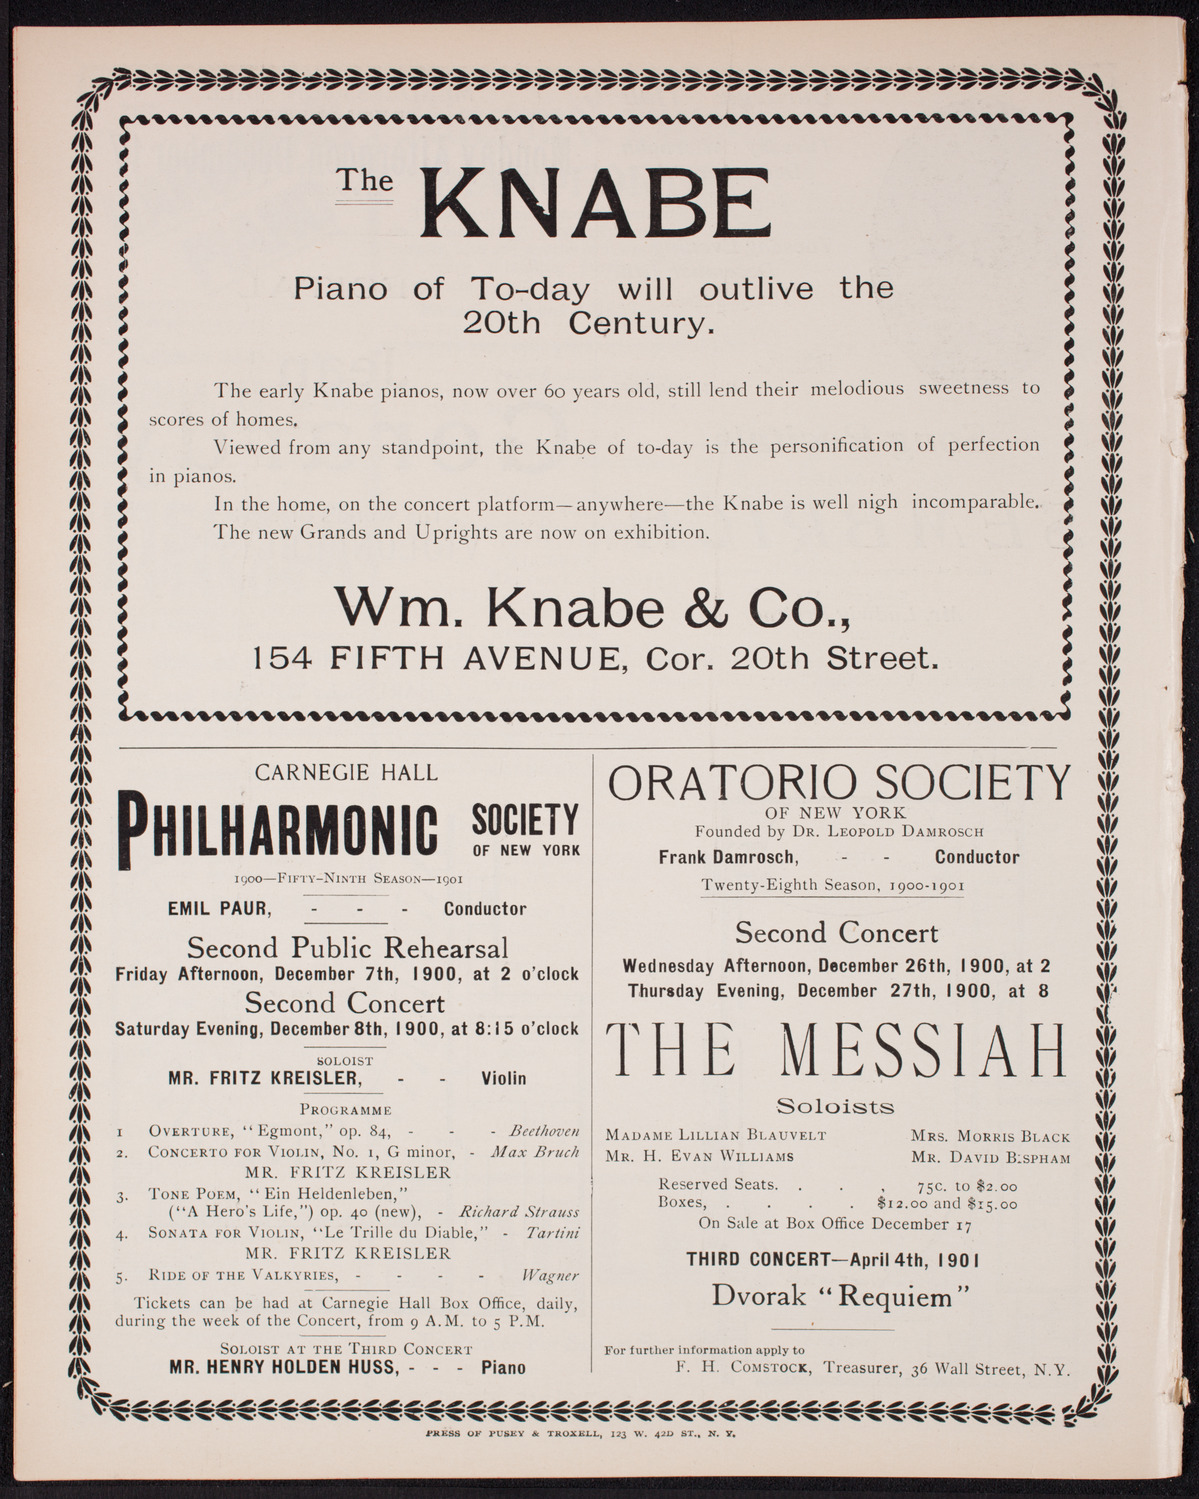 The KNABE
Piano of To-day will outlive the
20th Century.
The early Knabe pianos, now over 60 years old, still lend their melodious sweetness to
scores of homes.
Viewed from any standpoint, the Knabe of to-day is the personification of perfection
in pianos.
In the home, on the concert platform—anywhere—the Knabe is well nigh incomparable.
The new Grands and Uprights are now on exhibition.
Wm. Knabe & Co.,
154 FIFTH AVENUE, Cor. 20th Street.
CARNEGIE HALL
PHILHARMONIC SOCIETY
OF NEW YORK
1900—FIFTY-NINTH SEASON—1901
EMIL PAUR, - - - Conductor
Second Public Rehearsal
Friday Afternoon, December 7th, 1900, at 2 o'clock
Second Concert
Saturday Evening, December 8th, 1900, at 8:15 o'clock
SOLOIST
MR. FRITZ KREISLER, - - Violin
PROGRAMME
1 OVERTURE, "Egmont," op. 84, - - - Beethoven
2. CONCERTO FOR VIOLIN, No. 1, G minor, - Max Bruch
MR. FRITZ KREISLER
3. TONE POEM, "Ein Heldenleben,"
("A Hero's Life,") op. 40 (new), - Richard Strauss
4. SONATA FOR VIOLIN, "Le Trille du Diable," - Tartini
MR. FRITZ KREISLER
5. RIDE OF THE VALKYRIES, - - - - Wagner
Tickets can be had at Carnegie Hall Box Office, daily,
during the week of the Concert, from 9 A.M. to 5 P.M.
SOLOIST AT THE THIRD CONCERT
MR. HENRY HOLDEN HUSS, - - - Piano
ORATORIO SOCIETY
OF NEW YORK
Founded by DR. LEOPOLD DAMROSCH
Frank Damrosch, - - Conductor
Twenty-Eighth Season, 1900-1901
Second Concert
Wednesday Afternoon, December 26th, 1900, at 2
Thursday Evening, December 27th, 1900, at 8
THE MESSIAH
Soloists
MADAME LILLIAN BLAUVELT MRS. MORRIS BLACK
MR. H. EVAN WILLIAMS MR. DAVID BISPHAM
Reserved Seats. . . , 75c. to $2.00
Boxes, . . . . $12.00 and $15.00
On Sale at Box Office December 17
THIRD CONCERT—April 4th, 1901
Dvorak "Requiem"
For further information apply to
F. H. COMSTOCK, Treasurer, 36 Wall Street, N.Y.
PRESS OF PUSEY & TROXELL, 123 W. 42D ST., N. Y.